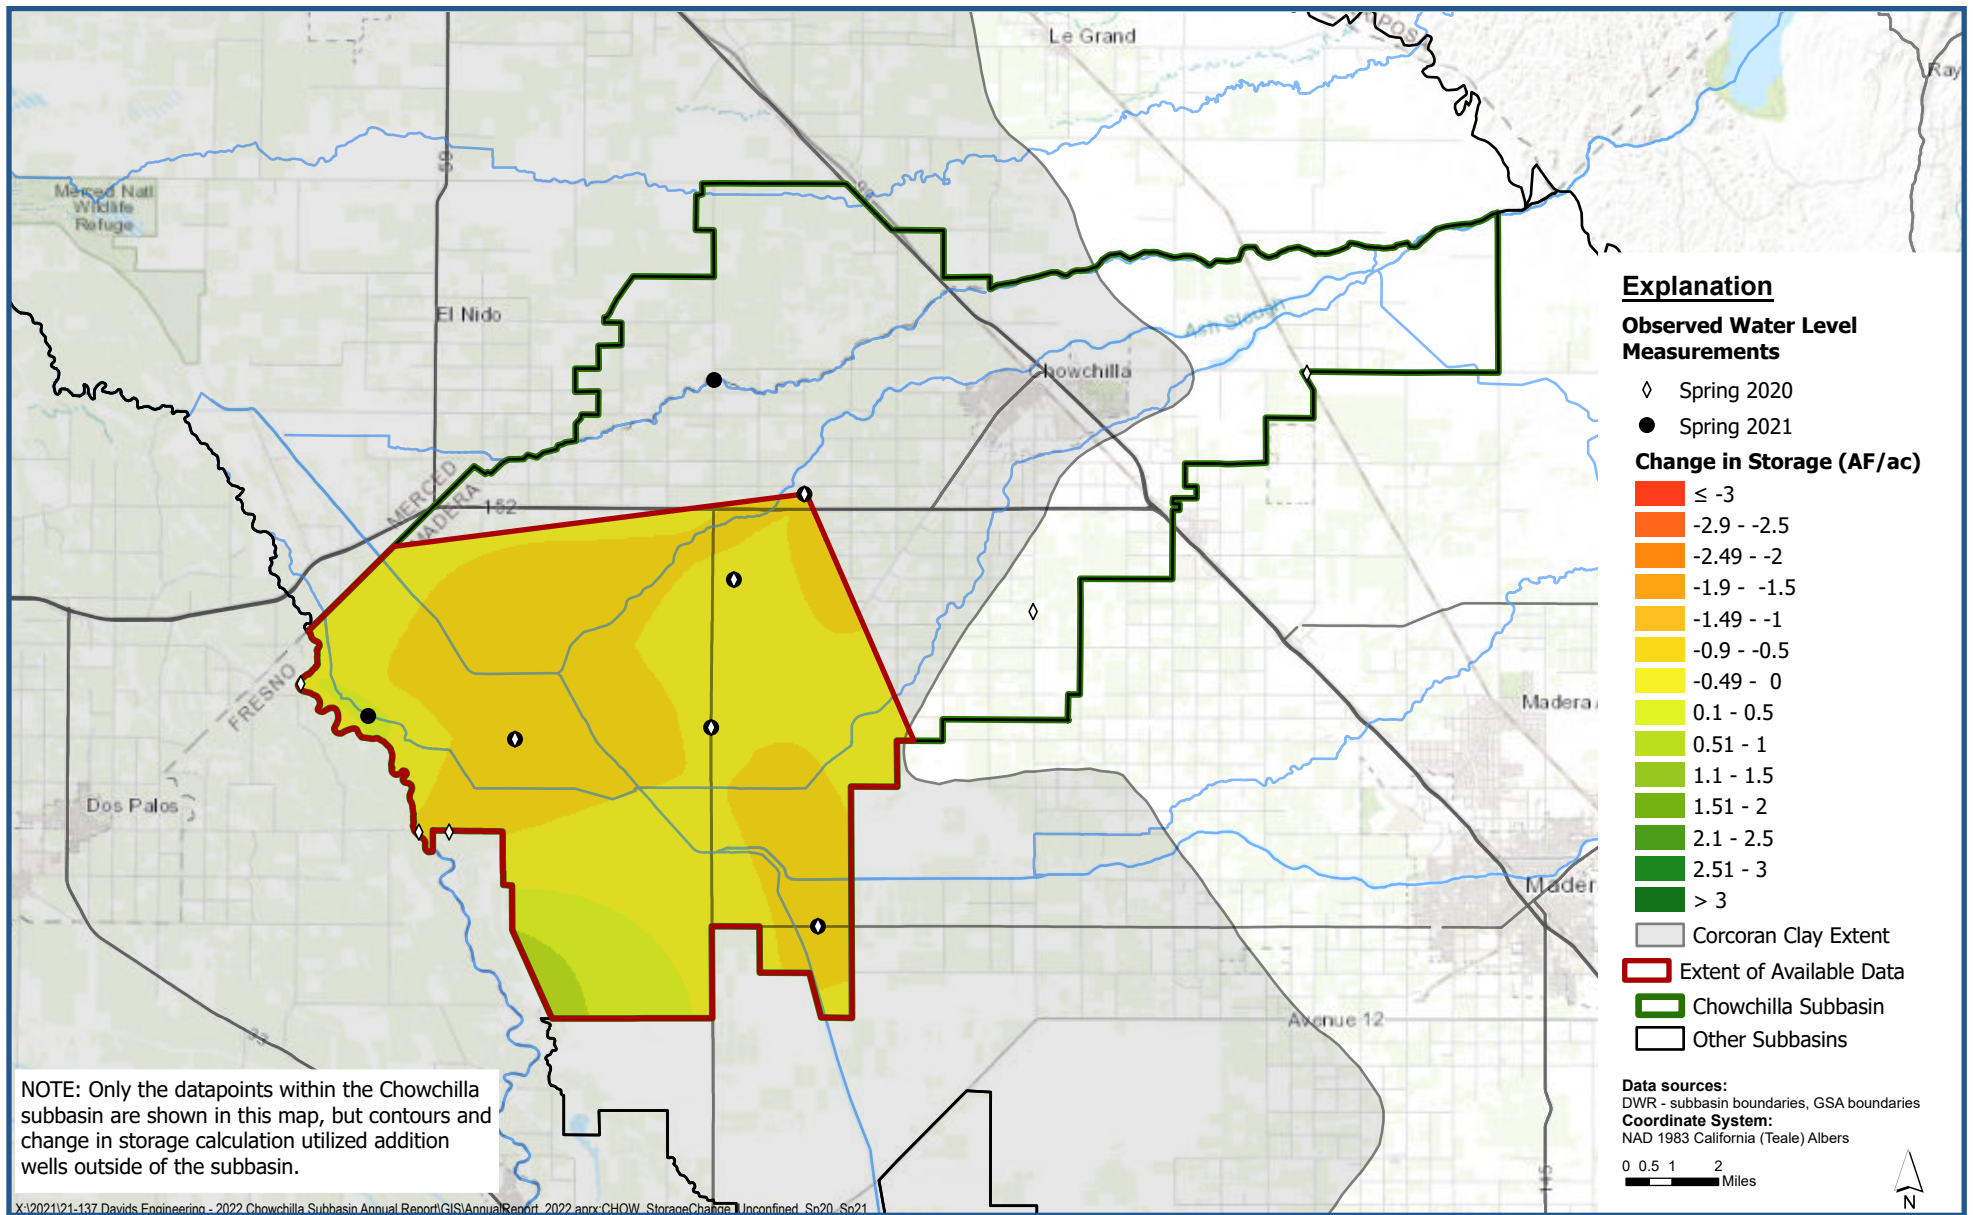 Le Grand
MARIPOSA
Ray
59
99
Merced Natl
Wildlife
Refuge
El Nido
Ash Slough
Chowchilla
MERCED
MADERA
152
FRESNO
Dos Palos
Madera
Madera
Avenue 12
33
145
Explanation
Observed Water Level
Measurements
Spring 2020
Spring 2021
Change in Storage (AF/ac)
≤ -3
-2.9 - -2.5
-2.49 - -2
-1.9 - -1.5
-1.49 - -1
-0.9 - -0.5
-0.49 - 0
0.1 - 0.5
0.51 - 1
1.1 - 1.5
1.51 - 2
2.1 - 2.5
2.51 - 3
> 3
Corcoran Clay Extent
Extent of Available Data
Chowchilla Subbasin
Other Subbasins
Data sources:
DWR - subbasin boundaries, GSA boundaries
Coordinate System:
NAD 1983 California (Teale) Albers
0 0.5 1 2
Miles
N
NOTE: Only the datapoints within the Chowchilla
subbasin are shown in this map, but contours and
change in storage calculation utilized addition
wells outside of the subbasin.
X:\2021\21-137 Davids Engineering - 2022 Chowchilla Subbasin Annual Report\GIS\AnnualReport_2022.aprx:CHOW_StorageChange_Unconfined_Sp20_Sp21